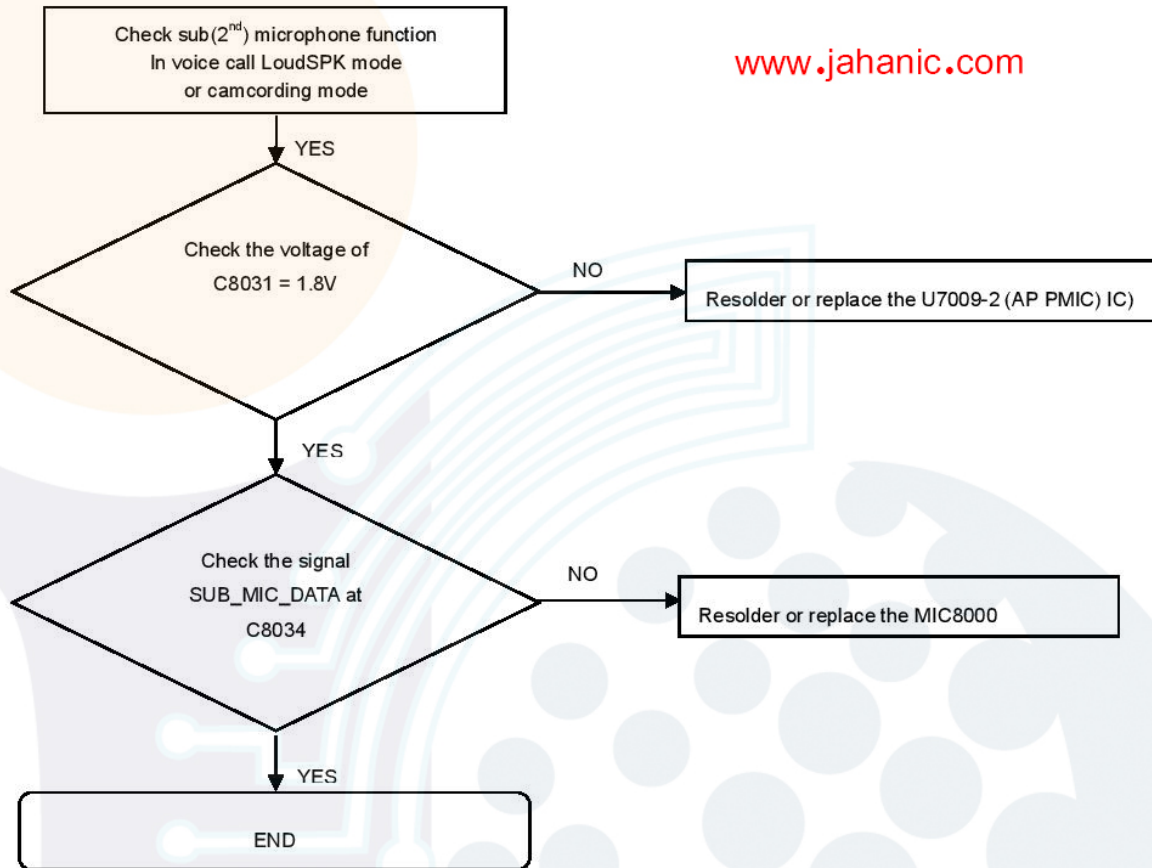 Check sub(2nd) microphone function
In voice call LoudSPK mode
or camcording mode
www.jahanic.com
YES
Check the voltage of
C8031 = 1.8V
NO
Resolder or replace the U7009-2 (AP PMIC) IC)
YES
Check the signal
SUB_MIC_DATA at
C8034
NO
Resolder or replace the MIC8000
YES
END